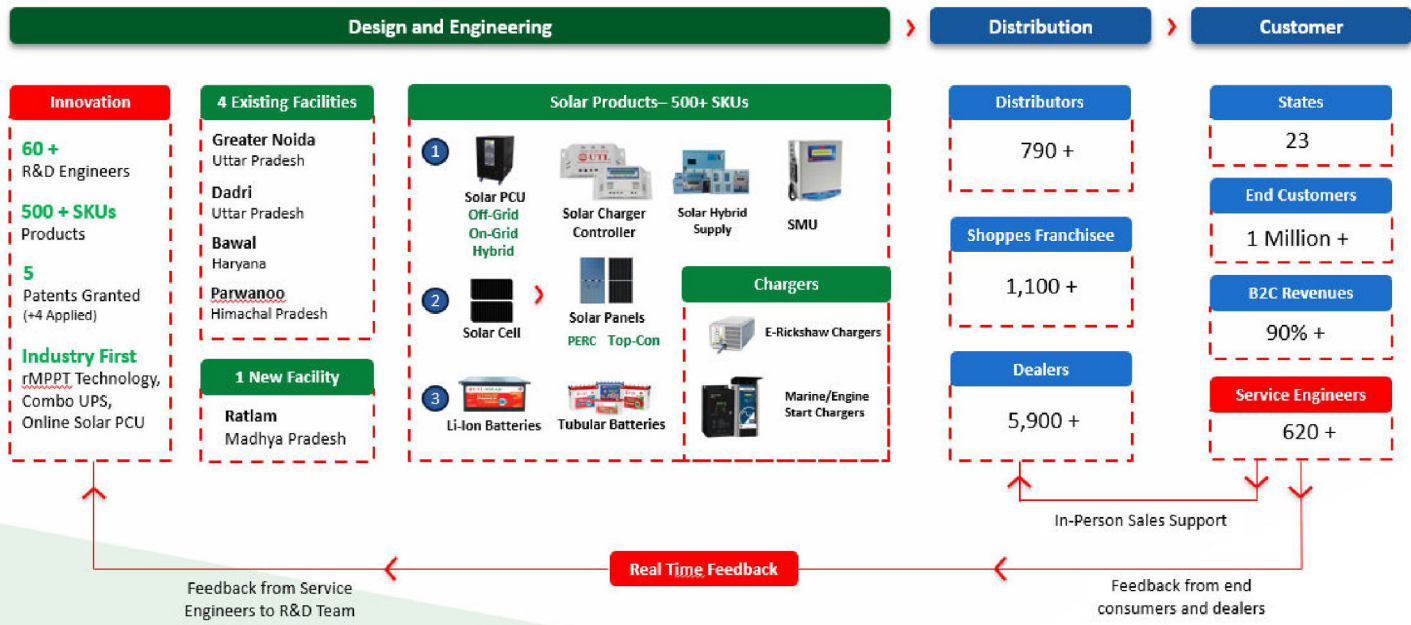 Design and Engineering
Distribution
Customer
Innovation
60 +
R&D Engineers
500 + SKUs
Products
5
Patents Granted
(+4 Applied)
Industry First
rMPPT Technology,
Combo UPS,
Online Solar PCU
4 Existing Facilities
Greater Noida
Uttar Pradesh
Dadri
Uttar Pradesh
Bawal
Haryana
Parwanoo
Himachal Pradesh
1 New Facility
Ratlam
Madhya Pradesh
Solar Products– 500+ SKUs
1
Solar PCU
Off-Grid
On-Grid
Hybrid
UTL
Solar Charger
Controller
Solar Hybrid
Supply
SMU
2
Solar Cell
Solar Panels
PERC Top-Con
3
Li-Ion Batteries
Tubular Batteries
Chargers
E-Rickshaw Chargers
Marine/Engine
Start Chargers
Distributors
790 +
Shoppes Franchisee
1,100 +
Dealers
5,900 +
States
23
End Customers
1 Million +
B2C Revenues
90% +
Service Engineers
620 +
In-Person Sales Support
Real Time Feedback
Feedback from Service
Engineers to R&D Team
Feedback from end
consumers and dealers